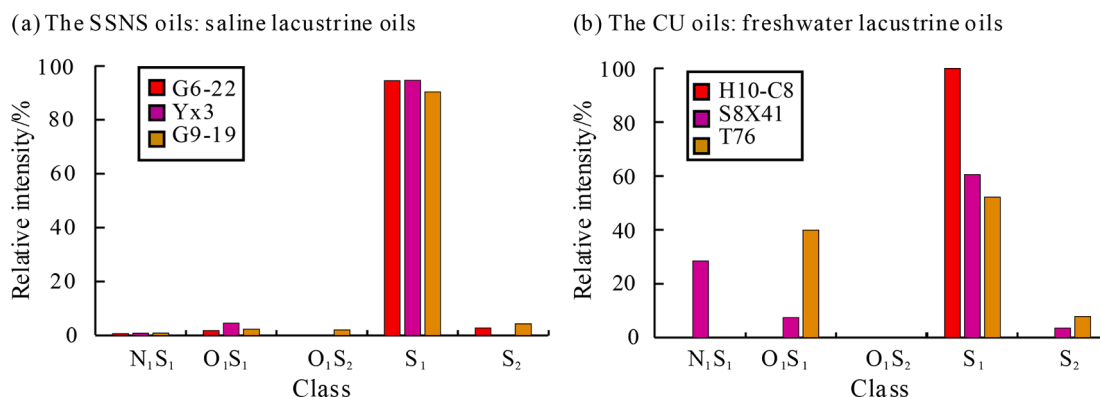 (a) The SSNS oils: saline lacustrine oils
Relative intensity/%
100
80
60
40
20
0
G6-22
Yx3
G9-19
N₁S₁
O₁S₁
O₁S₂
S₁
S₂
Class
(b) The CU oils: freshwater lacustrine oils
Relative intensity/%
100
80
60
40
20
0
H10-C8
S8X41
T76
N₁S₁
O₁S₁
O₁S₂
S₁
S₂
Class